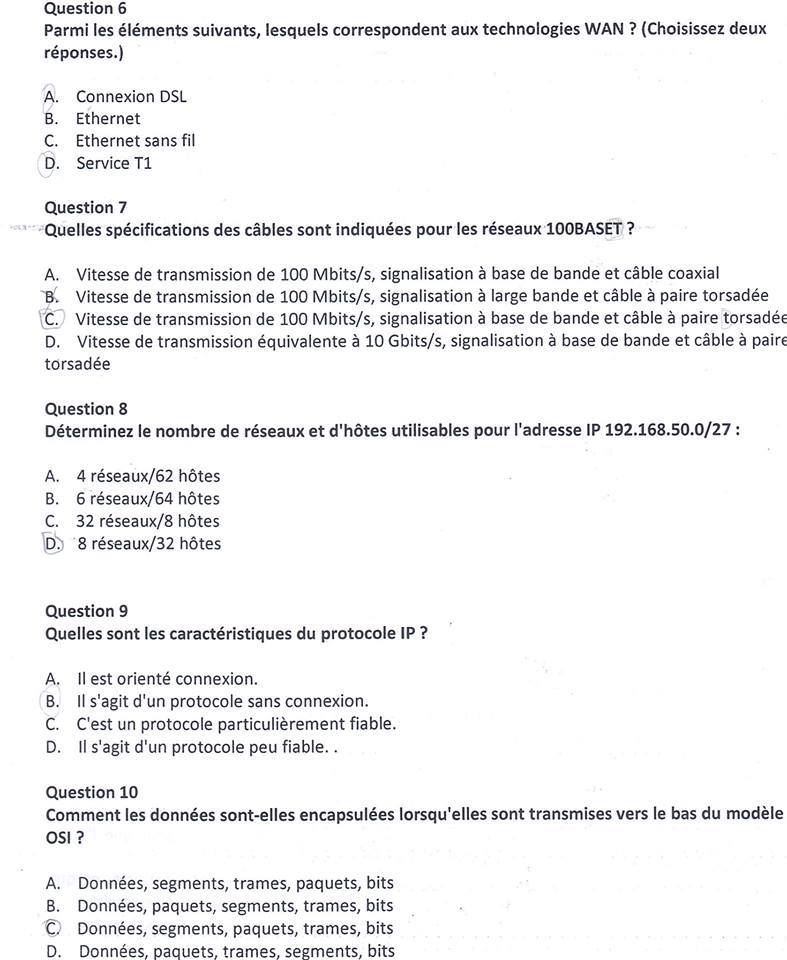 Question 6
Parmi les éléments suivants, lesquels correspondent aux technologies WAN ? (Choisissez deux
réponses.)
A. Connexion DSL
B. Ethernet
C. Ethernet sans fil
D. Service T1
Question 7
Quelles spécifications des câbles sont indiquées pour les réseaux 100BASET ?
A. Vitesse de transmission de 100 Mbits/s, signalisation à base de bande et câble coaxial
B. Vitesse de transmission de 100 Mbits/s, signalisation à large bande et câble à paire torsadée
C. Vitesse de transmission de 100 Mbits/s, signalisation à base de bande et câble à paire torsadée
D. Vitesse de transmission équivalente à 10 Gbits/s, signalisation à base de bande et câble à paire
torsadée
Question 8
Déterminez le nombre de réseaux et d'hôtes utilisables pour l'adresse IP 192.168.50.0/27 :
A. 4 réseaux/62 hôtes
B. 6 réseaux/64 hôtes
C. 32 réseaux/8 hôtes
D. 8 réseaux/32 hôtes
Question 9
Quelles sont les caractéristiques du protocole IP ?
A. Il est orienté connexion.
B. Il s'agit d'un protocole sans connexion.
C. C'est un protocole particulièrement fiable.
D. Il s'agit d'un protocole peu fiable. .
Question 10
Comment les données sont-elles encapsulées lorsqu'elles sont transmises vers le bas du modèle
OSI ?
A. Données, segments, trames, paquets, bits
B. Données, paquets, segments, trames, bits
C. Données, segments, paquets, trames, bits
D. Données, paquets, trames, segments, bits